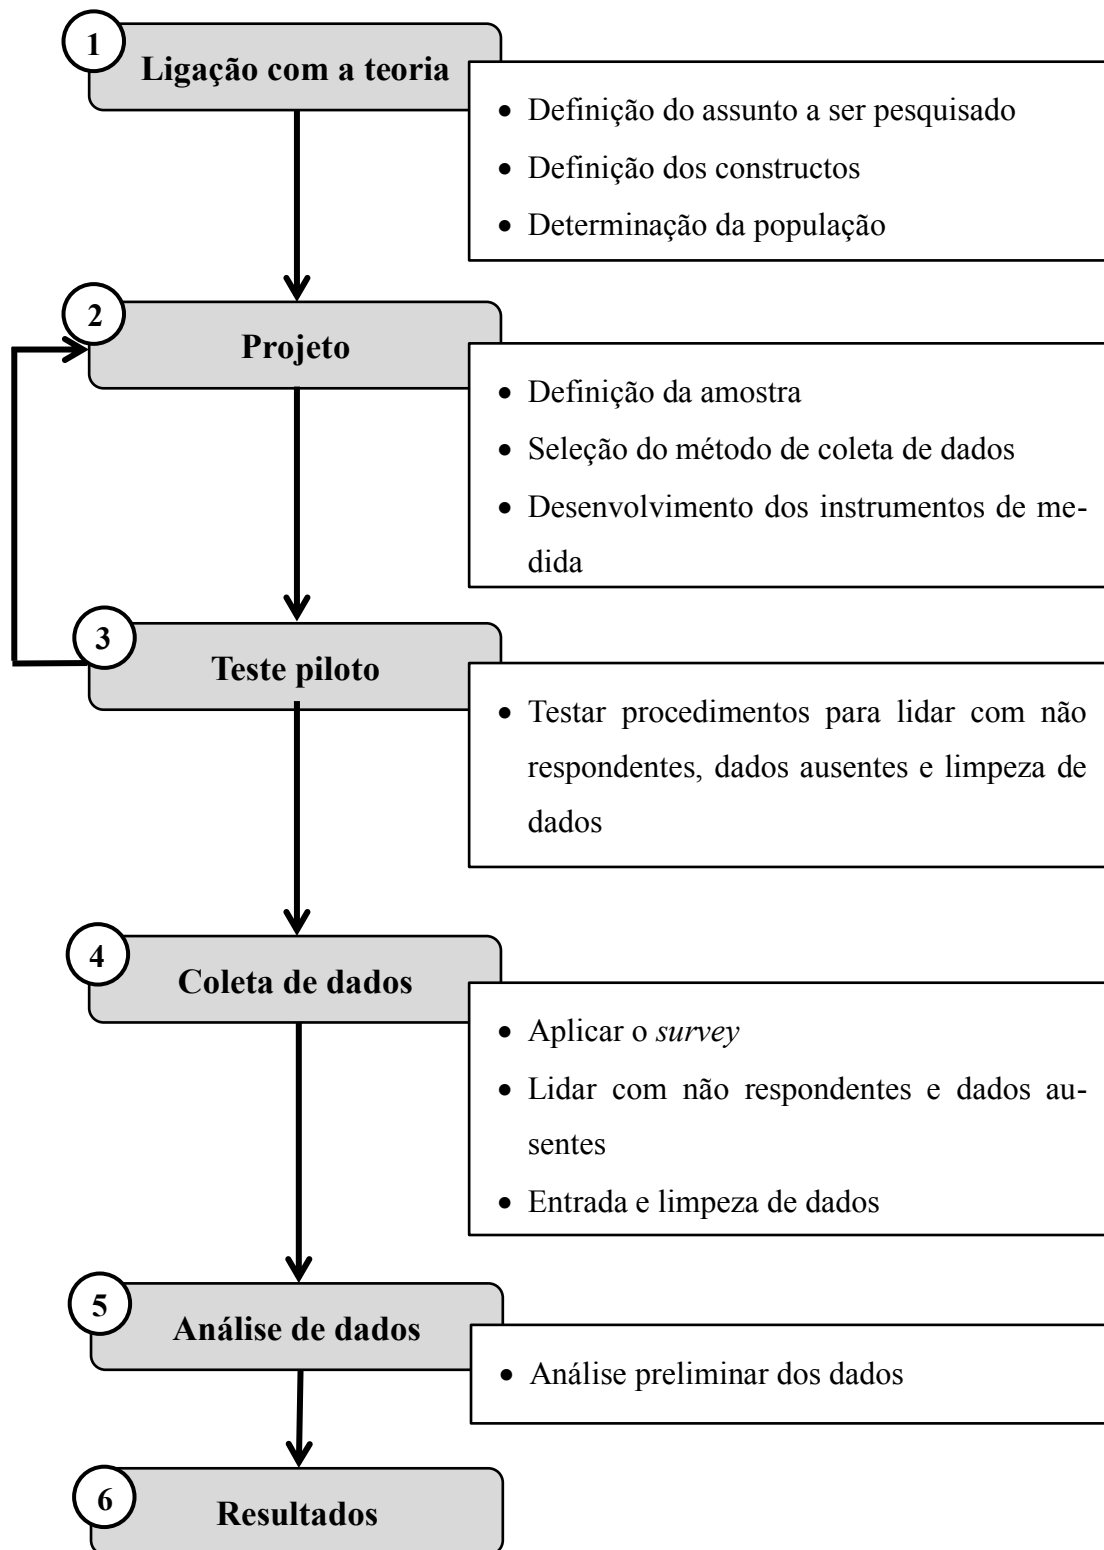 1
Ligação com a teoria
• Definição do assunto a ser pesquisado
• Definição dos constructos
• Determinação da população
2
Projeto
• Definição da amostra
• Seleção do método de coleta de dados
• Desenvolvimento dos instrumentos de me-
dida
3
Teste piloto
• Testar procedimentos para lidar com não
respondentes, dados ausentes e limpeza de
dados
4
Coleta de dados
• Aplicar o survey
• Lidar com não respondentes e dados au-
sentes
• Entrada e limpeza de dados
5
Análise de dados
• Análise preliminar dos dados
6
Resultados